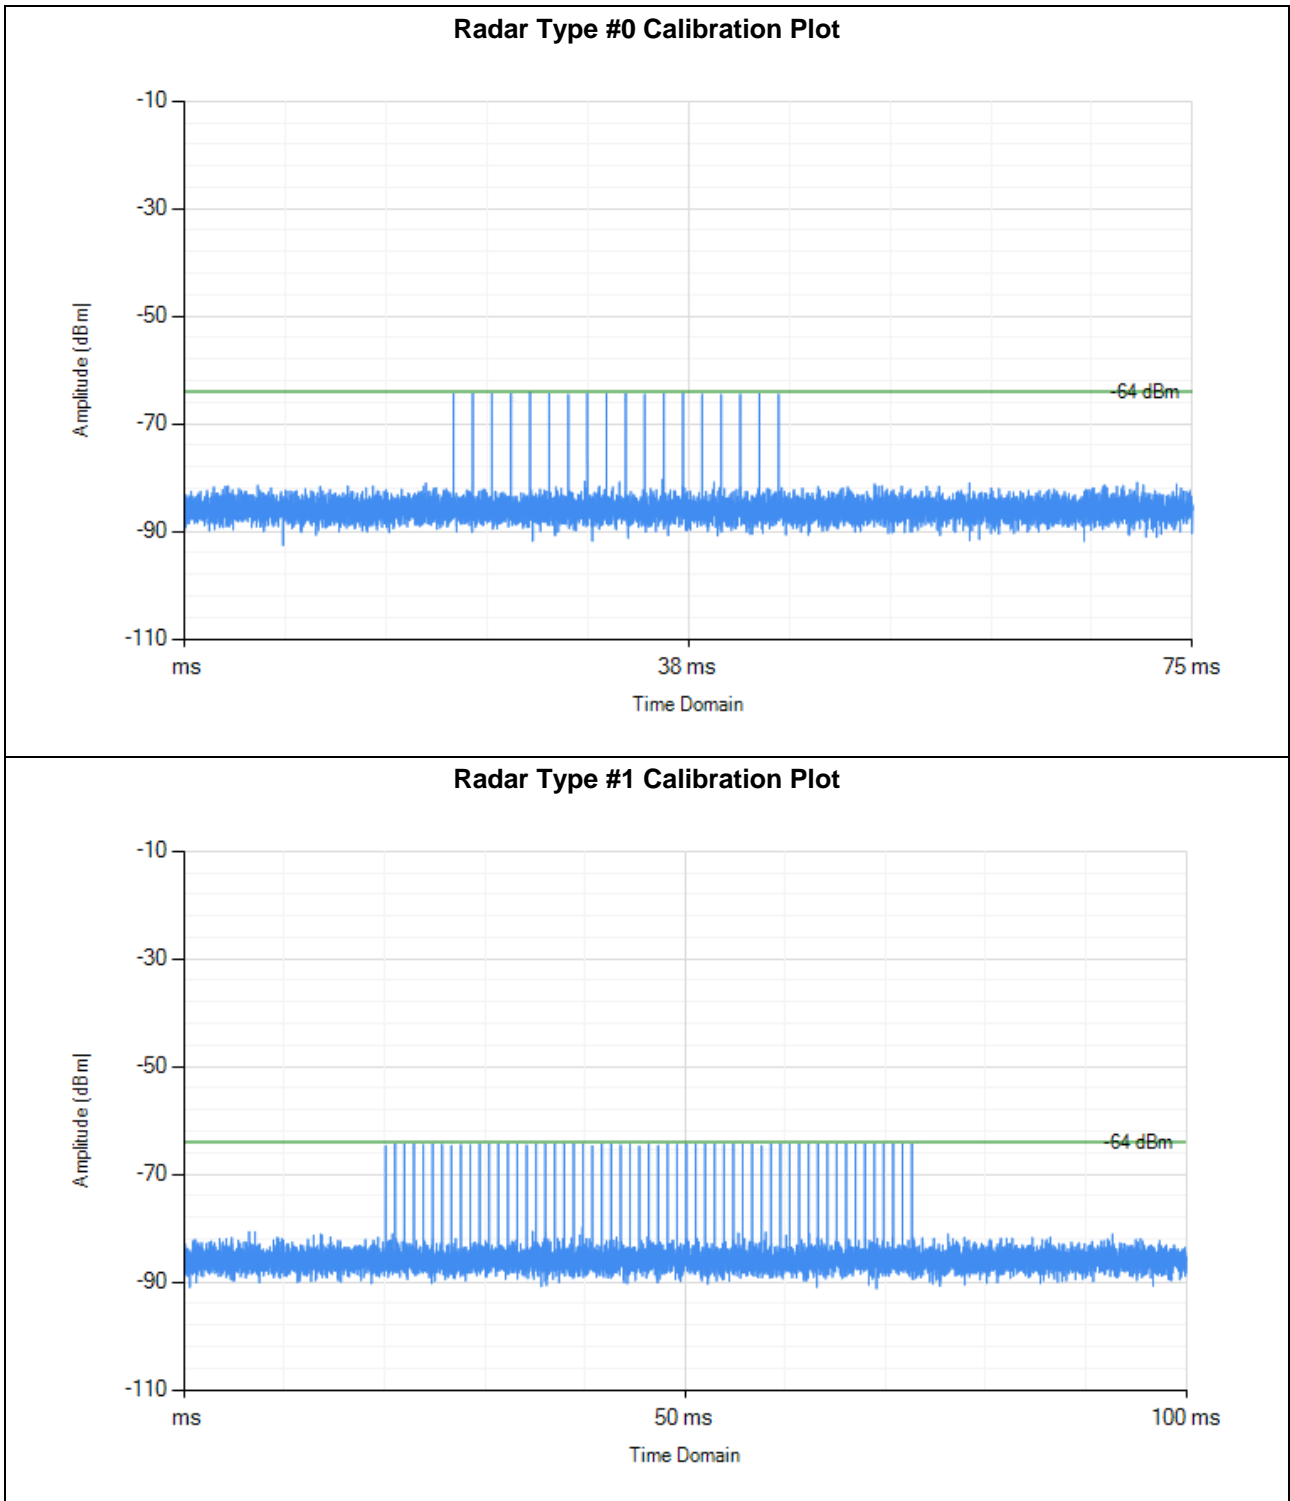 Radar Type #0 Calibration Plot
-10
-30
-50
-64 dBm
-70
-90
-110
Amplitude [dBm]
ms
38 ms
75 ms
Time Domain
Radar Type #1 Calibration Plot
-10
-30
-50
-64 dBm
-70
-90
-110
Amplitude [dBm]
ms
50 ms
100 ms
Time Domain